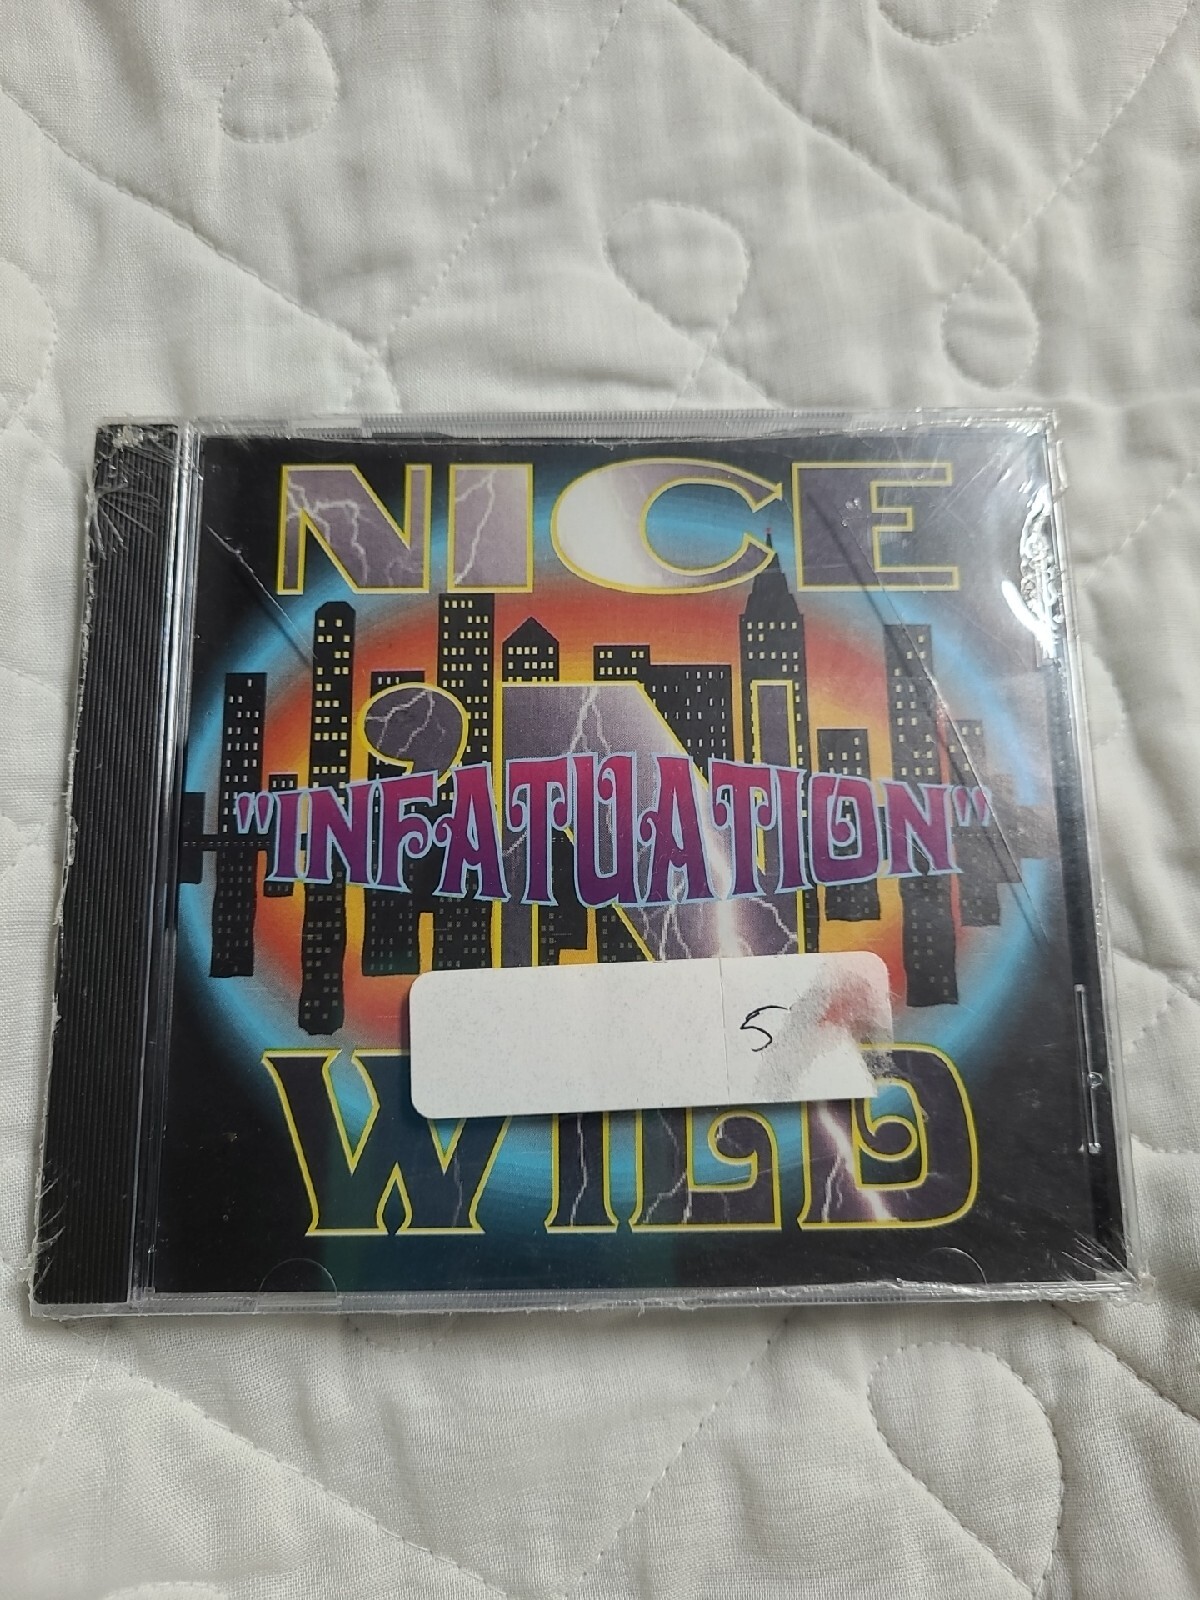 NICE
'N
"INFATUATION"
5
WILD